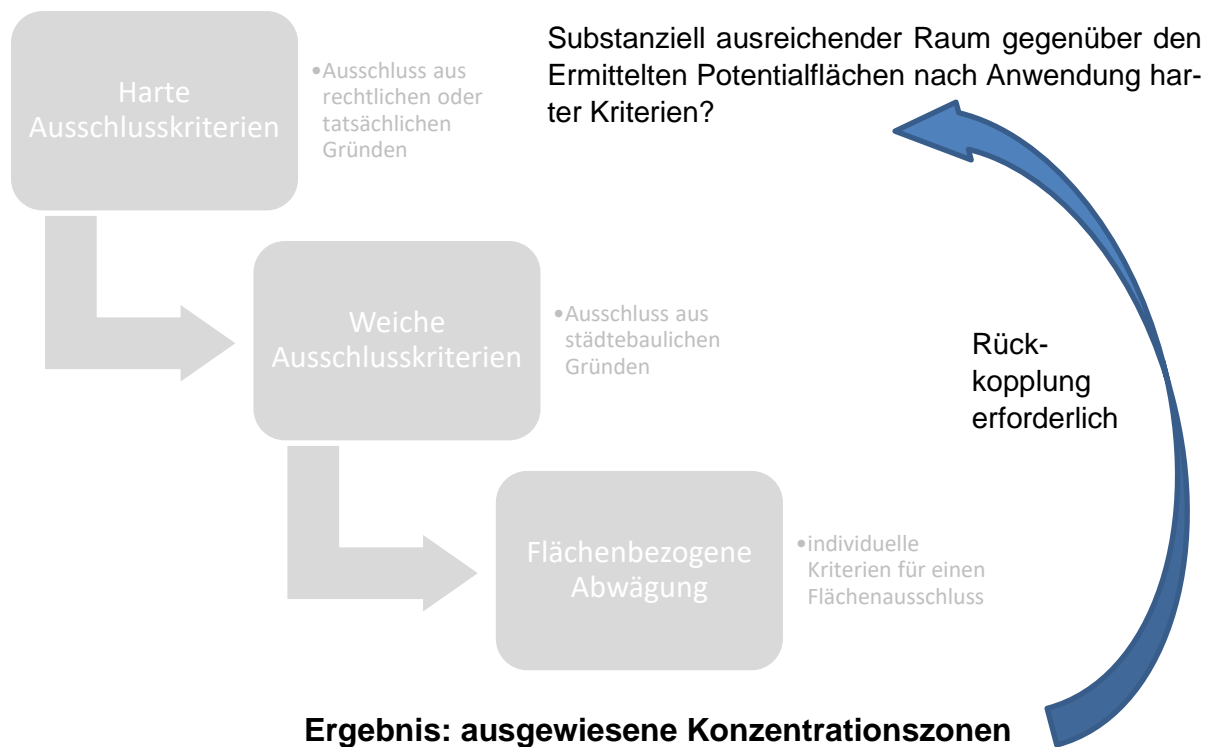 Substanziell ausreichender Raum gegenüber den
Ermittelten Potentialflächen nach Anwendung har-
ter Kriterien?
Harte
Ausschlusskriterien
•Ausschluss aus
rechtlichen oder
tatsächlichen
Gründen
Weiche
Ausschlusskriterien
•Ausschluss aus
städtebaulichen
Gründen
Rück-
kopplung
erforderlich
Flächenbezogene
Abwägung
•individuelle
Kriterien für einen
Flächenausschluss
Ergebnis: ausgewiesene Konzentrationszonen